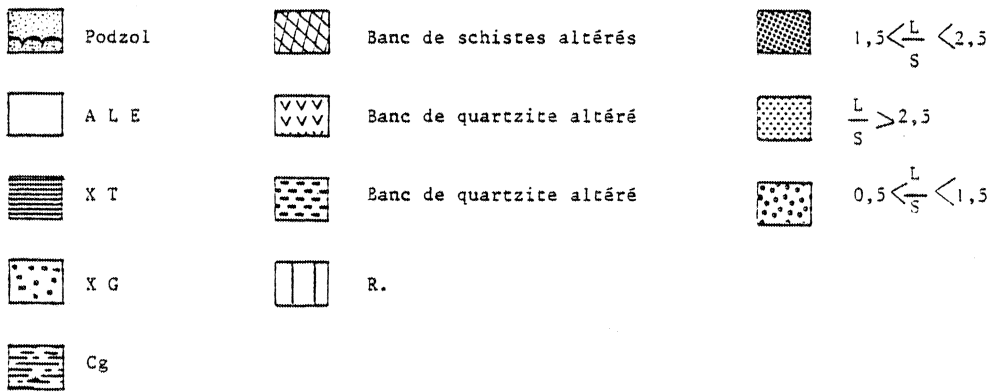 Podzol
A L E
X T
X G
Cg
Banc de schistes altérés
Banc de quartzite altéré
Banc de quartzite altéré
R.
1,5 < L/S < 2,5
L/S > 2,5
0,5 < L/S < 1,5